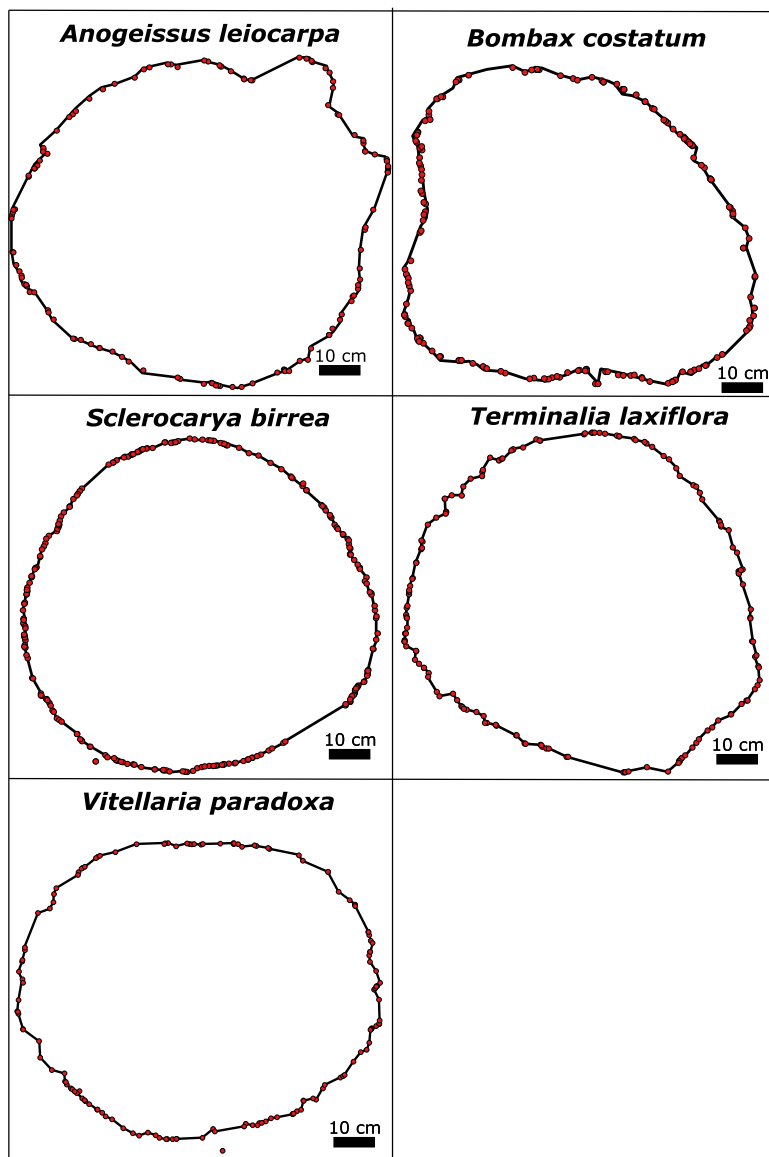 Anogeissus leiocarpa
Bombax costatum
10 cm
10 cm
Sclerocarya birrea
Terminalia laxiflora
10 cm
10 cm
Vitellaria paradoxa
10 cm